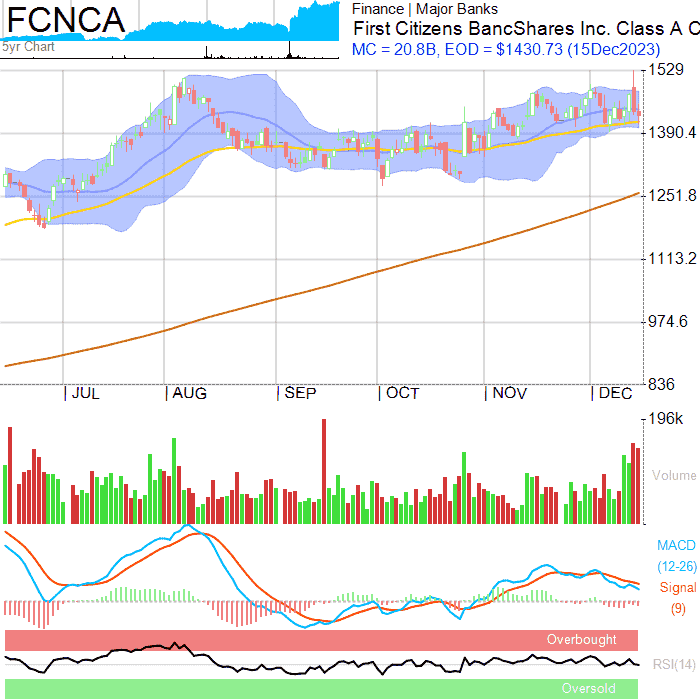 FCNCA
5yr Chart
Finance | Major Banks
First Citizens BancShares Inc. Class A C
MC = 20.8B, EOD = $1430.73 (15Dec2023)
1529
1390.4
1251.8
1113.2
974.6
836
JUL AUG SEP OCT NOV DEC
196k
Volume
MACD
(12-26)
Signal
(9)
Overbought
RSI(14)
Oversold